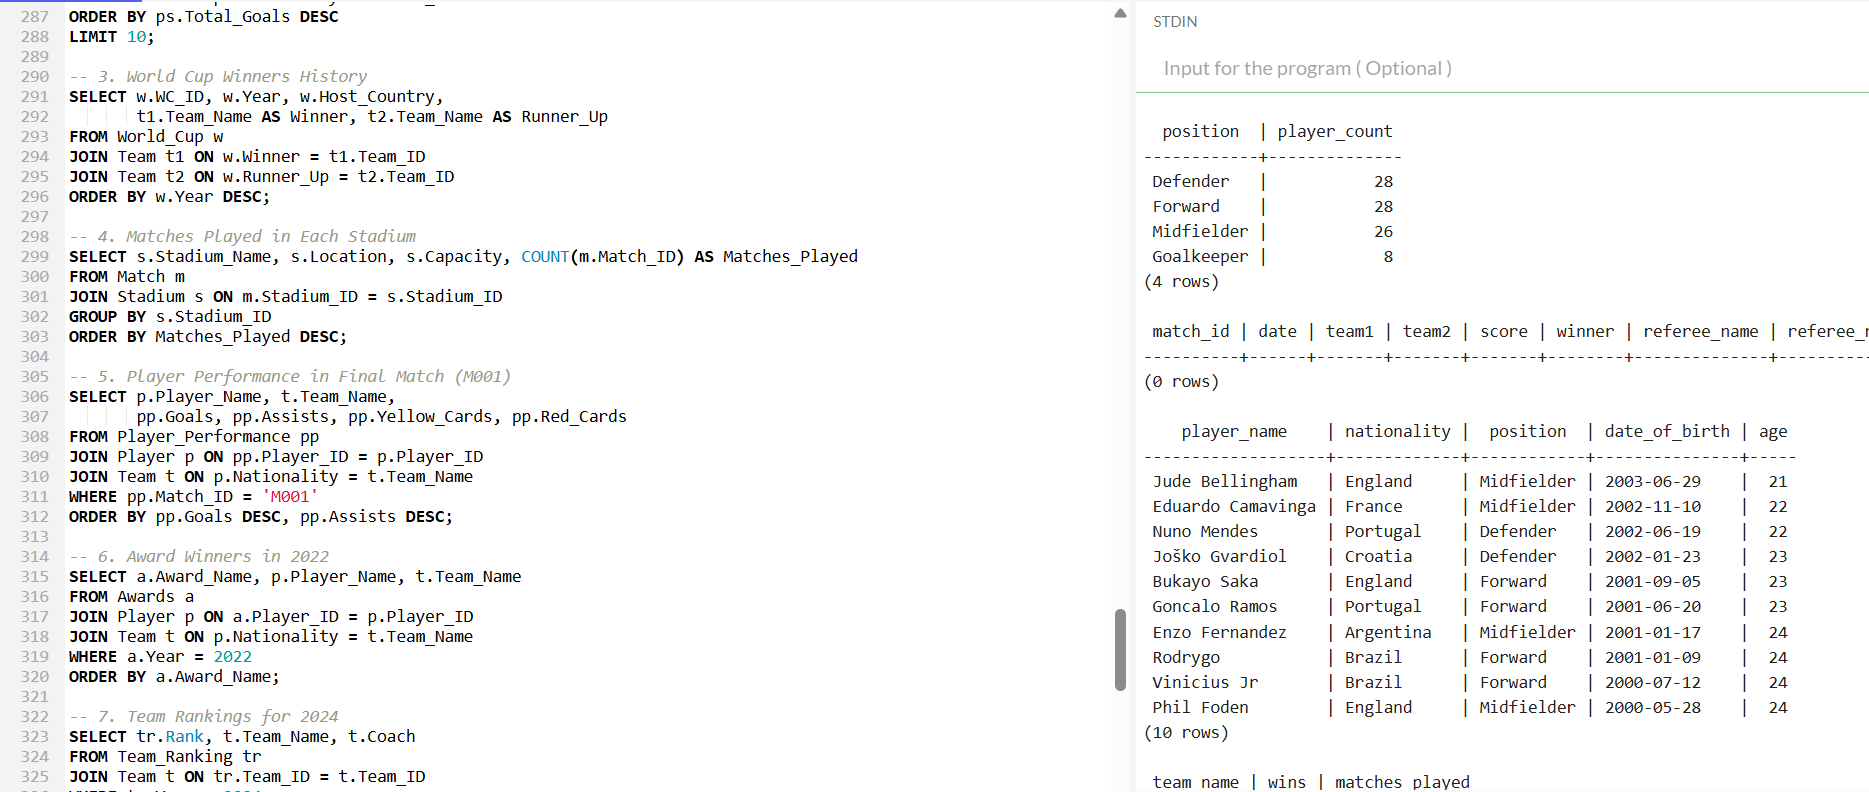 287 ORDER BY ps.Total_Goals DESC
288 LIMIT 10;
289
290 -- 3. World Cup Winners History
291 SELECT w.WC_ID, w.Year, w.Host_Country,
292 t1.Team_Name AS Winner, t2.Team_Name AS Runner_Up
293 FROM World_Cup w
294 JOIN Team t1 ON w.Winner = t1.Team_ID
295 JOIN Team t2 ON w.Runner_Up = t2.Team_ID
296 ORDER BY w.Year DESC;
297
298 -- 4. Matches Played in Each Stadium
299 SELECT s.Stadium_Name, s.Location, s.Capacity, COUNT(m.Match_ID) AS Matches_Played
300 FROM Match m
301 JOIN Stadium s ON m.Stadium_ID = s.Stadium_ID
302 GROUP BY s.Stadium_ID
303 ORDER BY Matches_Played DESC;
304
305 -- 5. Player Performance in Final Match (M001)
306 SELECT p.Player_Name, t.Team_Name,
307 pp.Goals, pp.Assists, pp.Yellow_Cards, pp.Red_Cards
308 FROM Player_Performance pp
309 JOIN Player p ON pp.Player_ID = p.Player_ID
310 JOIN Team t ON p.Nationality = t.Team_Name
311 WHERE pp.Match_ID = 'M001'
312 ORDER BY pp.Goals DESC, pp.Assists DESC;
313
314 -- 6. Award Winners in 2022
315 SELECT a.Award_Name, p.Player_Name, t.Team_Name
316 FROM Awards a
317 JOIN Player p ON a.Player_ID = p.Player_ID
318 JOIN Team t ON p.Nationality = t.Team_Name
319 WHERE a.Year = 2022
320 ORDER BY a.Award_Name;
321
322 -- 7. Team Rankings for 2024
323 SELECT tr.Rank, t.Team_Name, t.Coach
324 FROM Team_Ranking tr
325 JOIN Team t ON tr.Team_ID = t.Team_ID
STDIN
Input for the program ( Optional )
position | player_count
------------+--------------
Defender | 28
Forward | 28
Midfielder | 26
Goalkeeper | 8
(4 rows)
match_id | date | team1 | team2 | score | winner | referee_name | referee_
----------+------+-------+-------+-------+--------+--------------+----------
(0 rows)
player_name | nationality | position | date_of_birth | age
-------------------+-------------+------------+---------------+-----
Jude Bellingham | England | Midfielder | 2003-06-29 | 21
Eduardo Camavinga | France | Midfielder | 2002-11-10 | 22
Nuno Mendes | Portugal | Defender | 2002-06-19 | 22
Joško Gvardiol | Croatia | Defender | 2002-01-23 | 23
Bukayo Saka | England | Forward | 2001-09-05 | 23
Goncalo Ramos | Portugal | Forward | 2001-06-20 | 23
Enzo Fernandez | Argentina | Midfielder | 2001-01-17 | 24
Rodrygo | Brazil | Forward | 2001-01-09 | 24
Vinicius Jr | Brazil | Forward | 2000-07-12 | 24
Phil Foden | England | Midfielder | 2000-05-28 | 24
(10 rows)
team_name | wins | matches_played